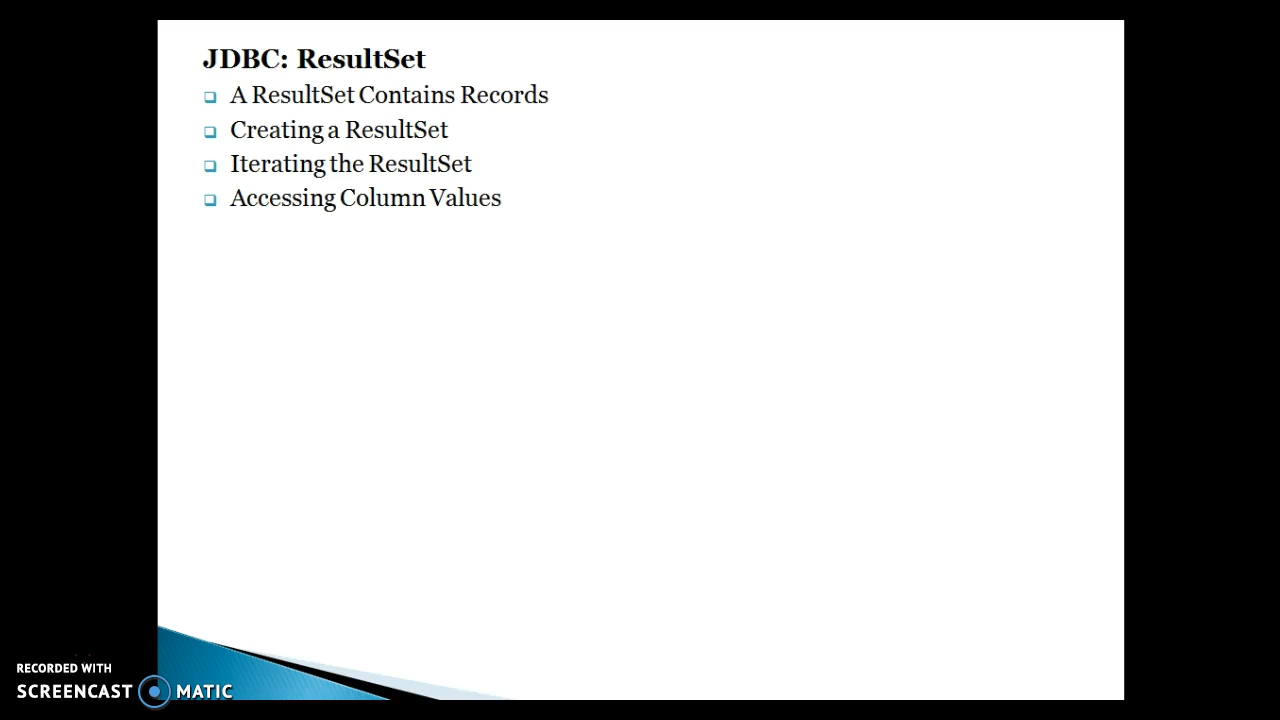 JDBC: ResultSet
A ResultSet Contains Records
Creating a ResultSet
Iterating the ResultSet
Accessing Column Values
RECORDED WITH
SCREENCAST MATIC